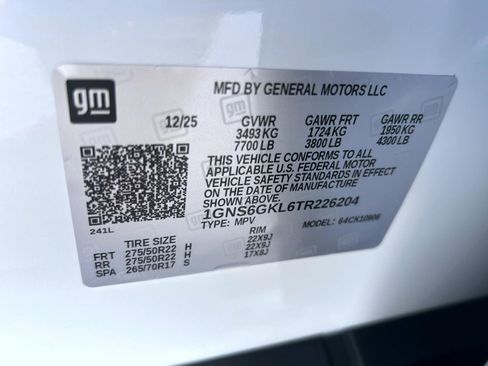 gm
MFD BY GENERAL MOTORS LLC
12/25 GVWR GAWR FRT GAWR RR
3493 KG 1724 KG 1950 KG
7700 LB 3800 LB 4300 LB
THIS VEHICLE CONFORMS TO ALL
APPLICABLE U.S. FEDERAL MOTOR
VEHICLE SAFETY STANDARDS IN EFFECT
ON THE DATE OF MANUFACTURE
SHOWN ABOVE.
1GNS6GKL6TR226204
241L
TYPE: MPV MODEL: 64CK10906
TIRE SIZE RIM
FRT 275/50R22 H 22X9J
RR 275/50R22 H 22X9J
SPA 265/70R17 S 17X8J